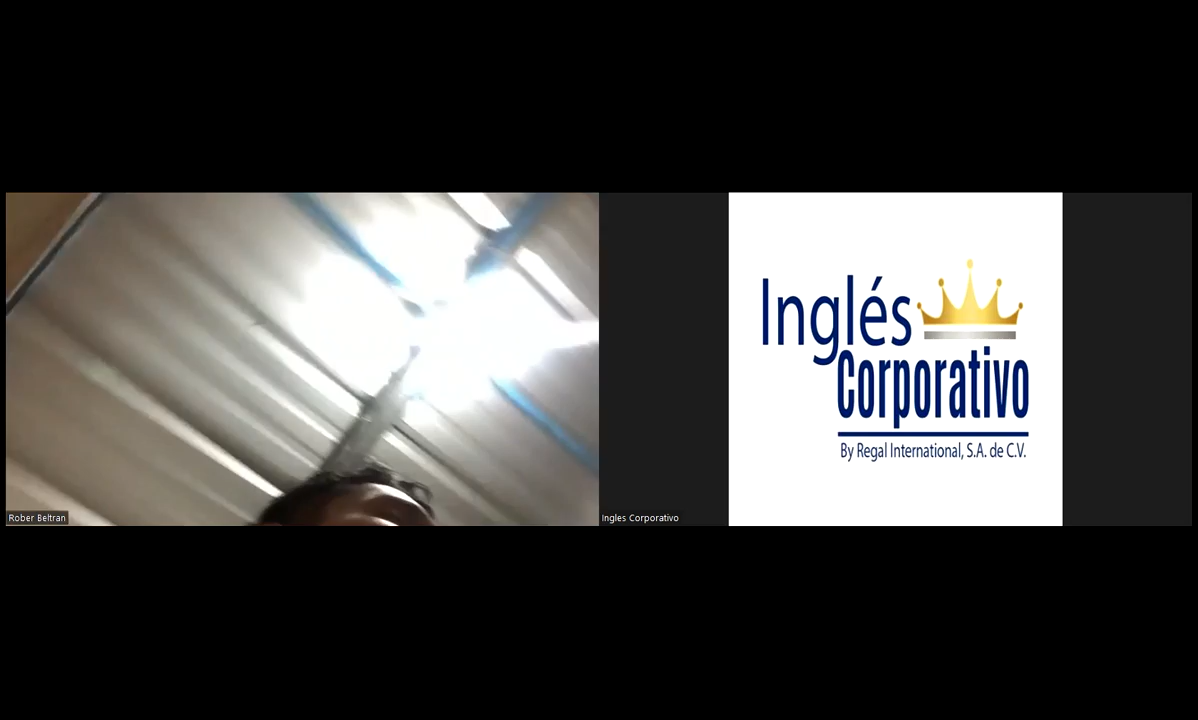 Inglés
Corporativo
By Regal International, S.A. de C.V.
Rober Beltran
Ingles Corporativo